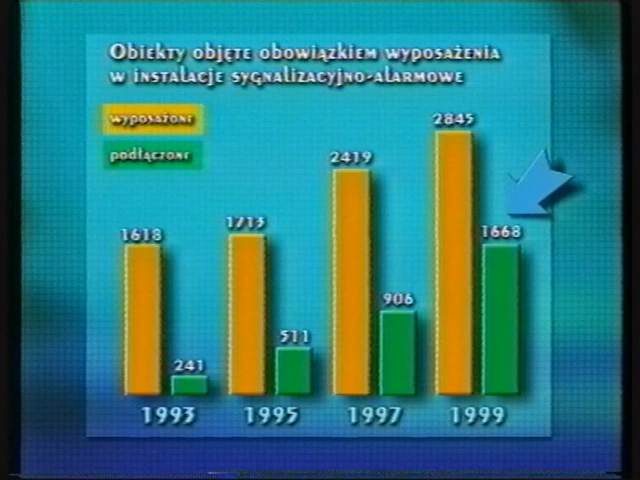 Obiekty objęte obowiązkiem wyposażenia
w instalacje sygnalizacyjno-alarmowe
wyposażone
podłączone
2845
2419
1713
1618
1668
906
511
241
1993 1995 1997 1999